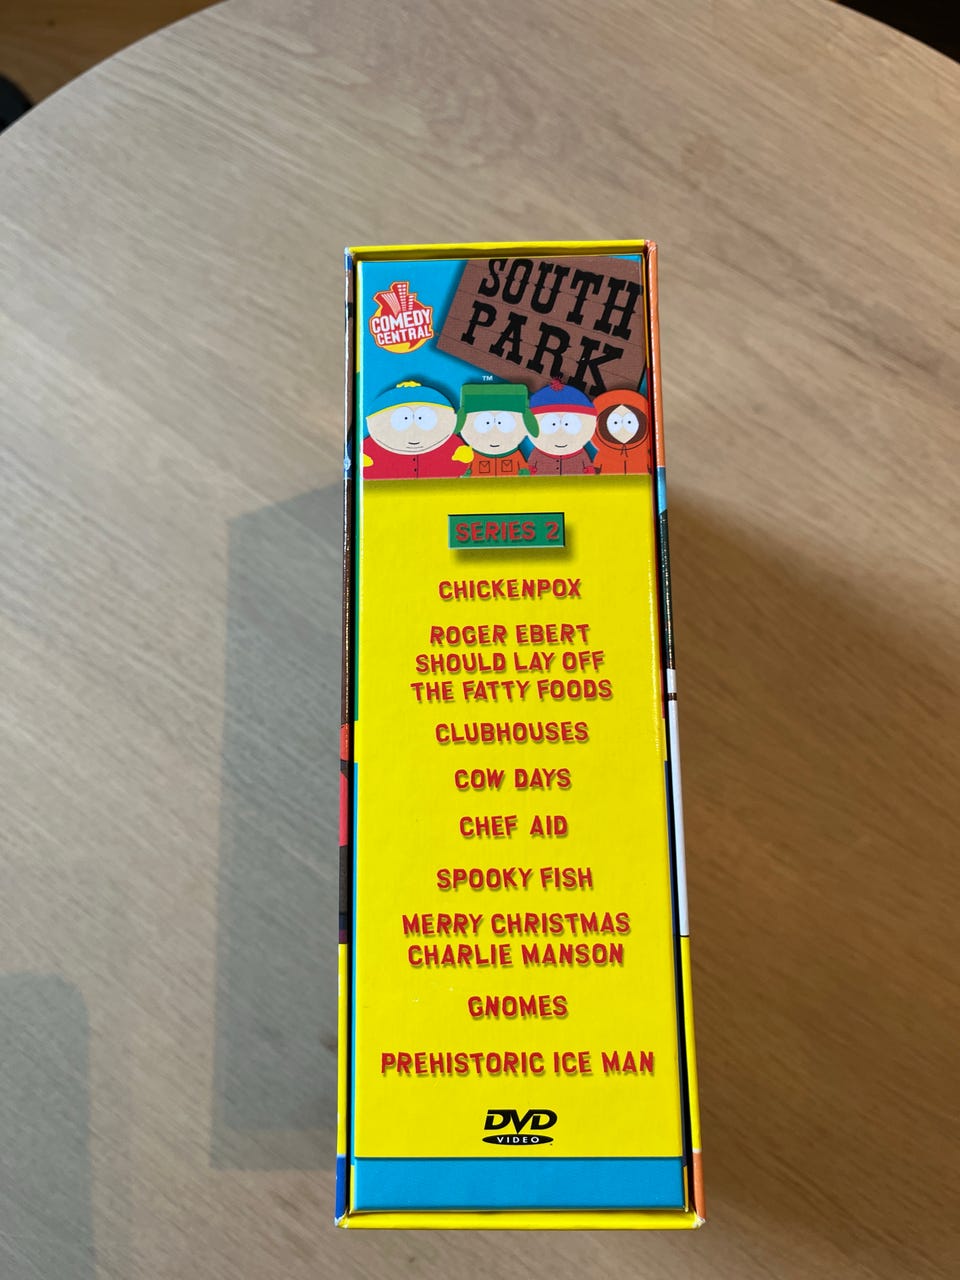 COMEDY
CENTRAL
SOUTH
PARK
™
SERIES 2
CHICKENPOX
ROGER EBERT
SHOULD LAY OFF
THE FATTY FOODS
CLUBHOUSES
COW DAYS
CHEF AID
SPOOKY FISH
MERRY CHRISTMAS
CHARLIE MANSON
GNOMES
PREHISTORIC ICE MAN
DVD
VIDEO